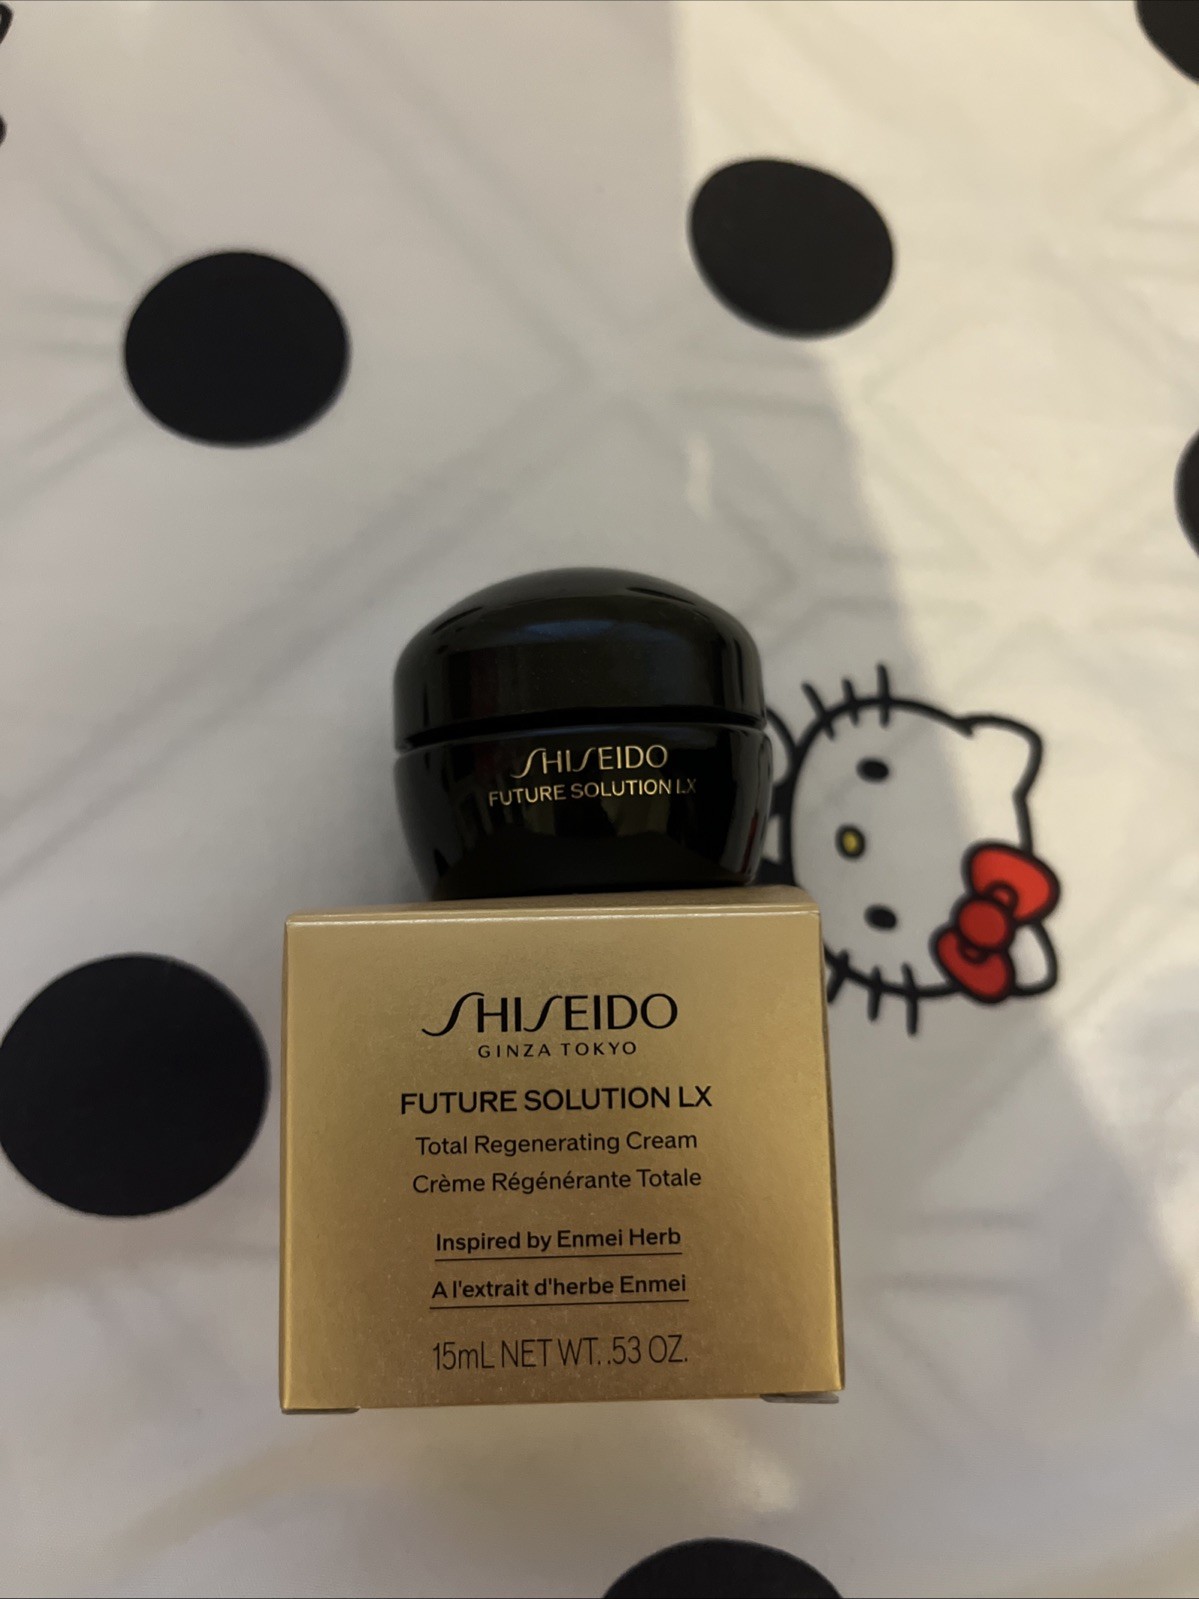 SHISEIDO
FUTURE SOLUTION LX
SHISEIDO
GINZA TOKYO
FUTURE SOLUTION LX
Total Regenerating Cream
Crème Régénérante Totale
Inspired by Enmei Herb
A l'extrait d'herbe Enmei
15mL NET WT. .53 OZ.